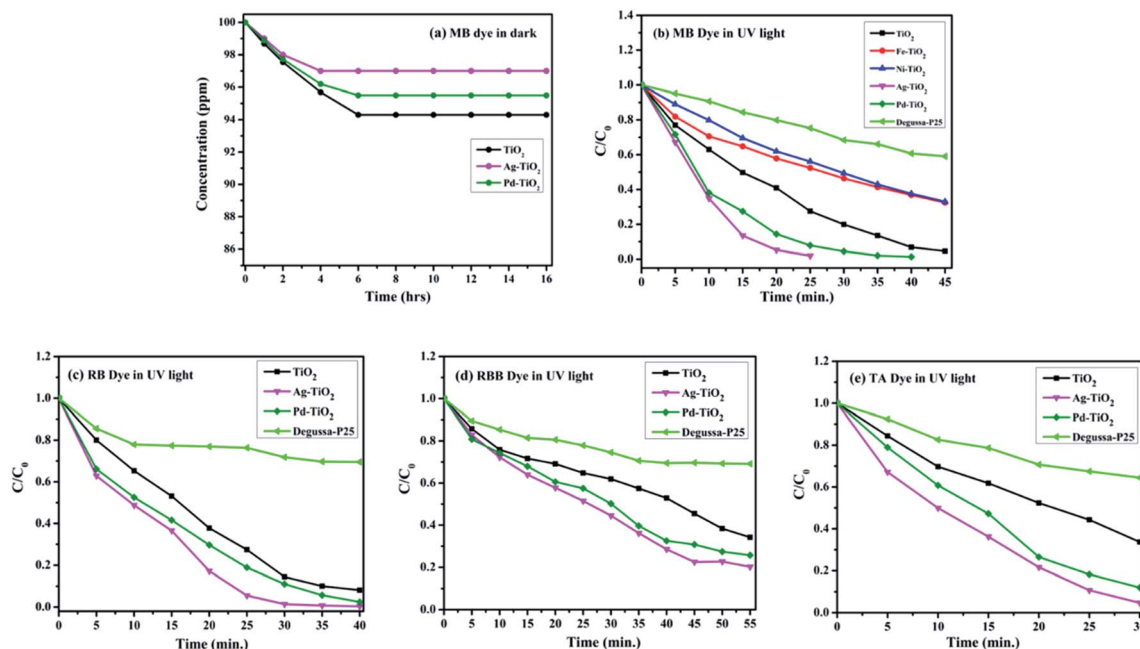 (a) MB dye in dark
100
98
96
94
92
90
88
86
Concentration (ppm)
TiO₂
Ag-TiO₂
Pd-TiO₂
0 2 4 6 8 10 12 14 16
Time (hrs)
(b) MB Dye in UV light
1.4
1.2
1.0
0.8
0.6
0.4
0.2
0.0
C/C₀
TiO₂
Fe-TiO₂
Ni-TiO₂
Ag-TiO₂
Pd-TiO₂
Degussa-P25
0 5 10 15 20 25 30 35 40 45
Time (min.)
(c) RB Dye in UV light
1.2
1.0
0.8
0.6
0.4
0.2
0.0
C/C₀
TiO₂
Ag-TiO₂
Pd-TiO₂
Degussa-P25
0 5 10 15 20 25 30 35 40
Time (min.)
(d) RBB Dye in UV light
1.2
1.0
0.8
0.6
0.4
0.2
0.0
C/C₀
TiO₂
Ag-TiO₂
Pd-TiO₂
Degussa-P25
0 5 10 15 20 25 30 35 40 45 50 55
Time (min.)
(e) TA Dye in UV light
1.2
1.0
0.8
0.6
0.4
0.2
0.0
C/C₀
TiO₂
Ag-TiO₂
Pd-TiO₂
Degussa-P25
0 5 10 15 20 25
Time (min.)